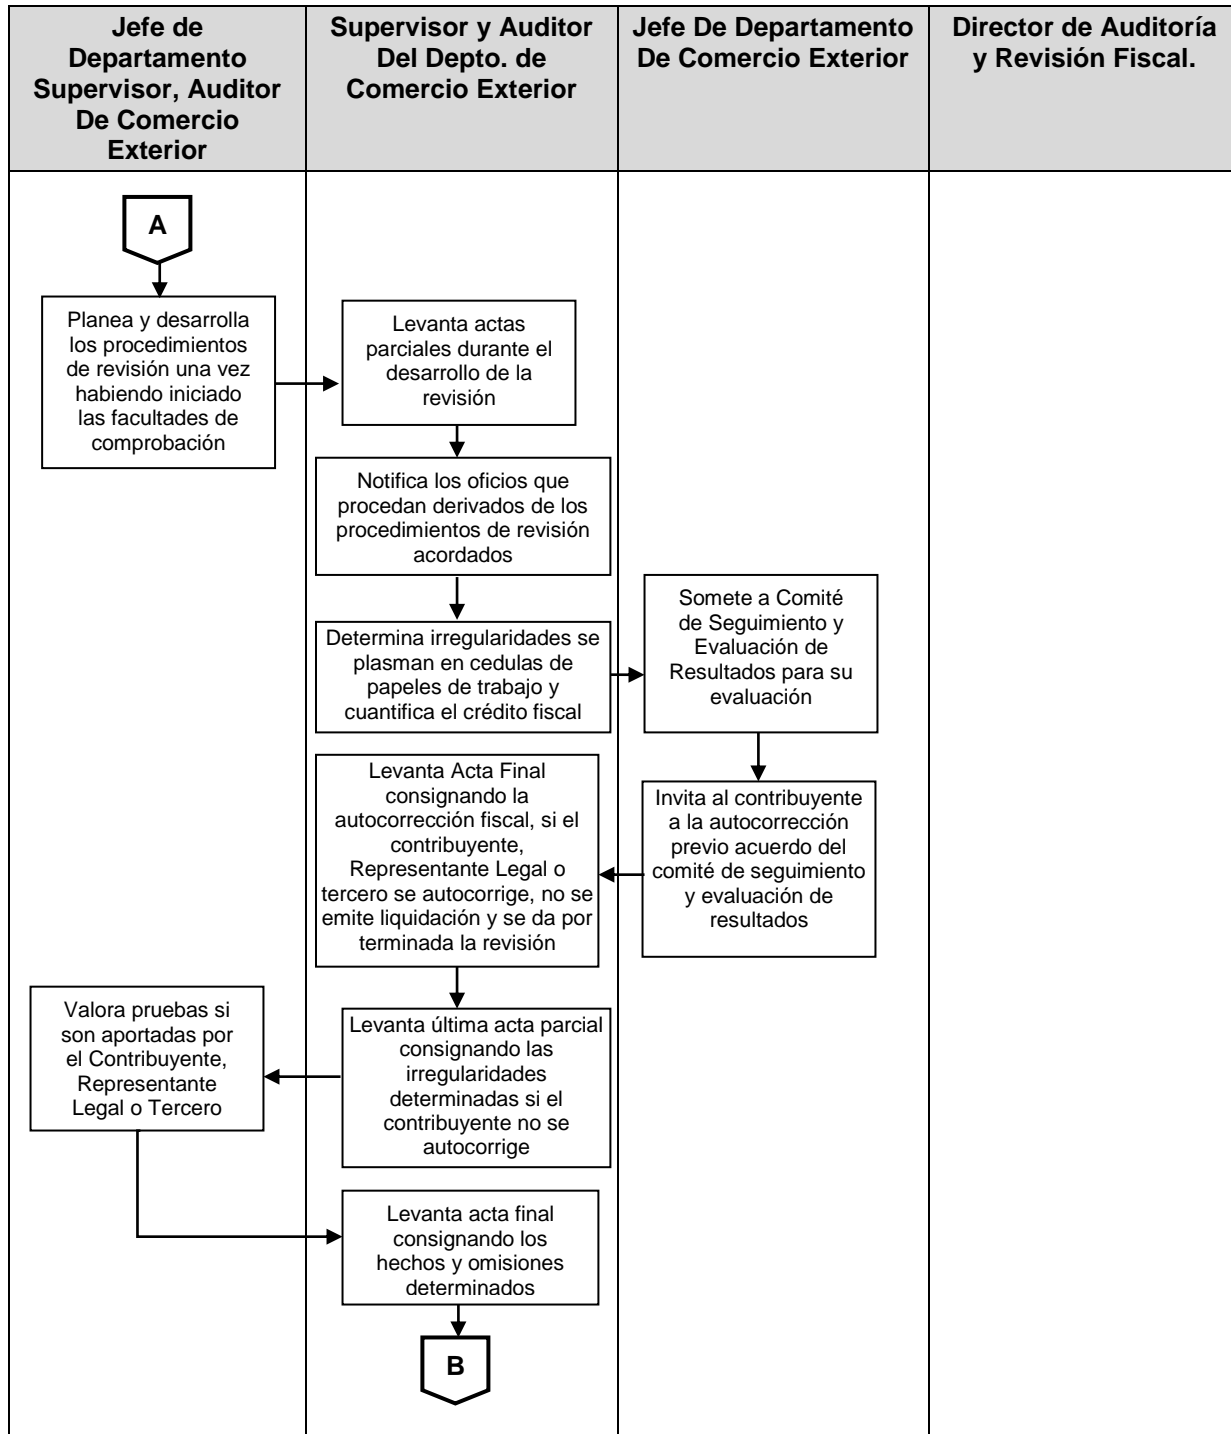 Jefe de
Departamento
Supervisor, Auditor
De Comercio
Exterior
Supervisor y Auditor
Del Depto. de
Comercio Exterior
Jefe De Departamento
De Comercio Exterior
Director de Auditoría
y Revisión Fiscal.
A
Planea y desarrolla
los procedimientos
de revisión una vez
habiendo iniciado
las facultades de
comprobación
Levanta actas
parciales durante el
desarrollo de la
revisión
Notifica los oficios que
procedan derivados de los
procedimientos de revisión
acordados
Determina irregularidades se
plasman en cedulas de
papeles de trabajo y
cuantifica el crédito fiscal
Somete a Comité
de Seguimiento y
Evaluación de
Resultados para su
evaluación
Invita al contribuyente
a la autocorrección
previo acuerdo del
comité de seguimiento
y evaluación de
resultados
Levanta Acta Final
consignando la
autocorrección fiscal, si el
contribuyente,
Representante Legal o
tercero se autocorrige, no se
emite liquidación y se da por
terminada la revisión
Levanta última acta parcial
consignando las
irregularidades
determinadas si el
contribuyente no se
autocorrige
Valora pruebas si
son aportadas por
el Contribuyente,
Representante
Legal o Tercero
Levanta acta final
consignando los
hechos y omisiones
determinados
B